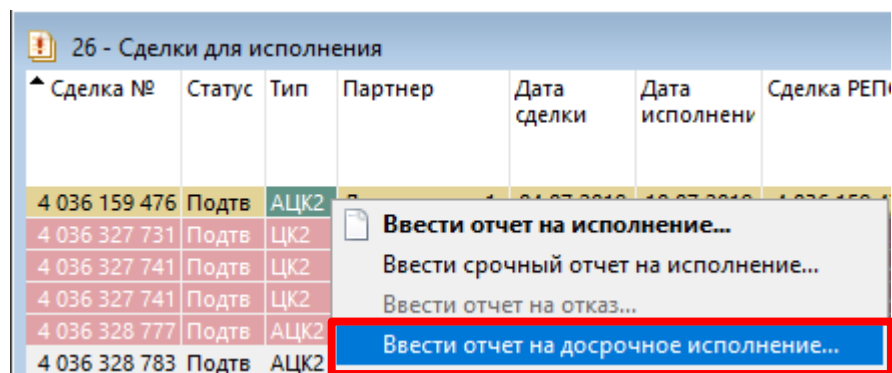 26 - Сделки для исполнения
Сделка № Статус Тип Партнер Дата сделки Дата исполнени Сделка РЕПО
4 036 159 476 Подтв АЦК2
Ввести отчет на исполнение...
4 036 327 731 Подтв ЦК2
4 036 327 741 Подтв ЦК2
Ввести срочный отчет на исполнение...
4 036 327 741 Подтв ЦК2
Ввести отчет на отказ...
4 036 328 777 Подтв АЦК2
Ввести отчет на досрочное исполнение...
4 036 328 783 Подтв АЦК2